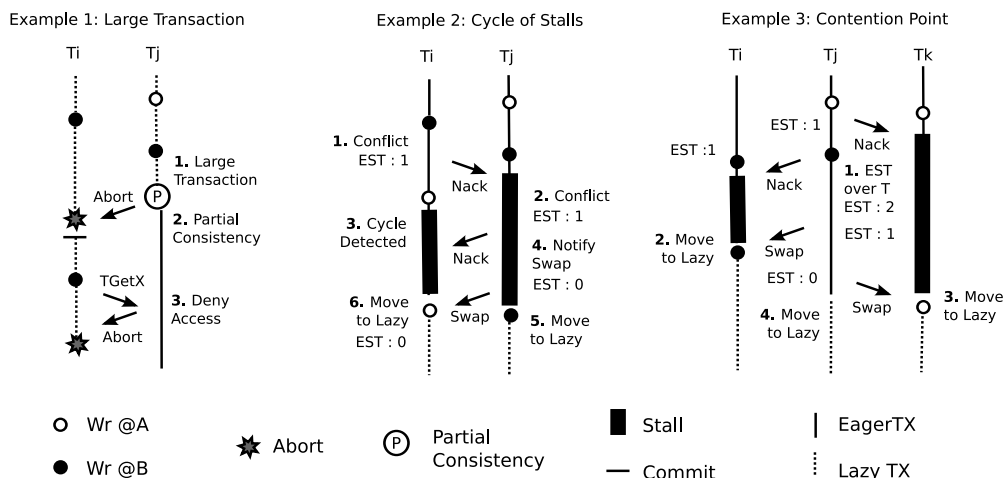 Example 1: Large Transaction
Ti
Tj
1. Large
Transaction
P
Abort
2. Partial
Consistency
TGetX
3. Deny
Access
Abort
Example 2: Cycle of Stalls
Ti
Tj
1. Conflict
EST : 1
Nack
2. Conflict
EST : 1
3. Cycle
Detected
Nack
4. Notify
Swap
EST : 0
6. Move
to Lazy
EST : 0
Swap
5. Move
to Lazy
Example 3: Contention Point
Ti
Tj
Tk
EST : 1
Nack
EST :1
Nack
1. EST
over T
EST : 2
EST : 1
2. Move
to Lazy
Swap
EST : 0
Swap
3. Move
to Lazy
4. Move
to Lazy
Wr @A
Wr @B
Abort
P
Partial
Consistency
Stall
Commit
EagerTX
Lazy TX